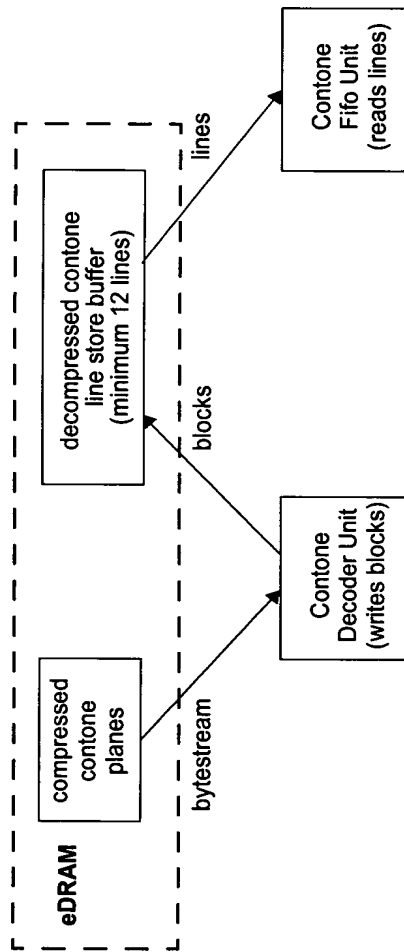 eDRAM
compressed
contone
planes
decompressed contone
line store buffer
(minimum 12 lines)
bytestream
blocks
lines
Contone
Decoder Unit
(writes blocks)
Contone
Fifo Unit
(reads lines)